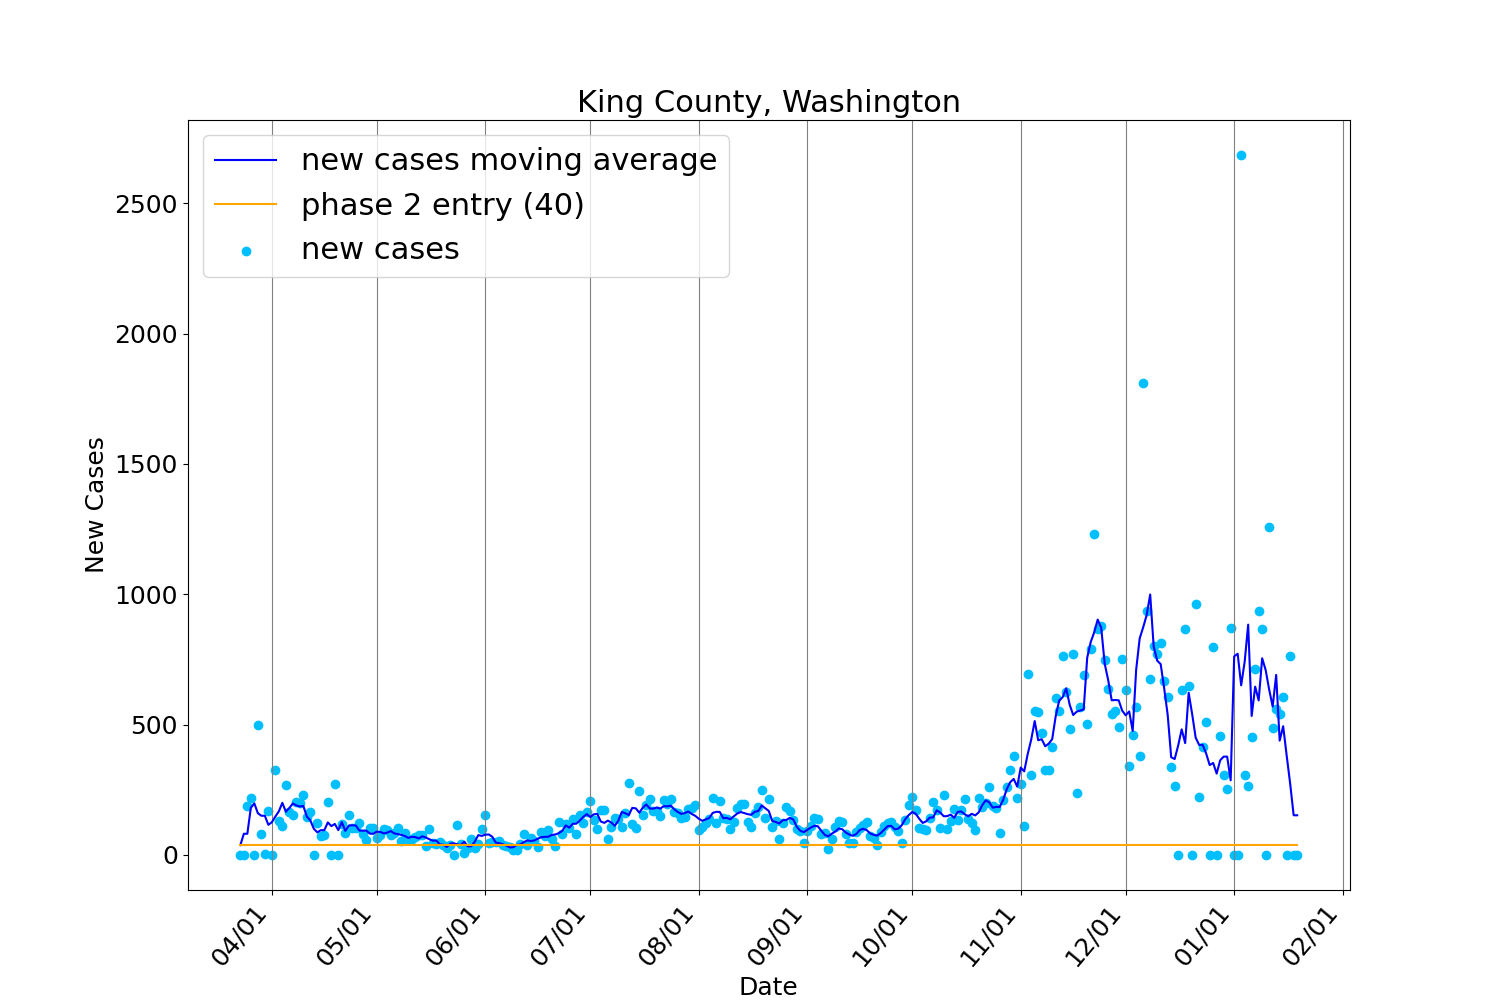 King County, Washington
new cases moving average
phase 2 entry (40)
new cases
New Cases
2500
2000
1500
1000
500
0
04/01
05/01
06/01
07/01
08/01
09/01
10/01
11/01
12/01
01/01
02/01
Date